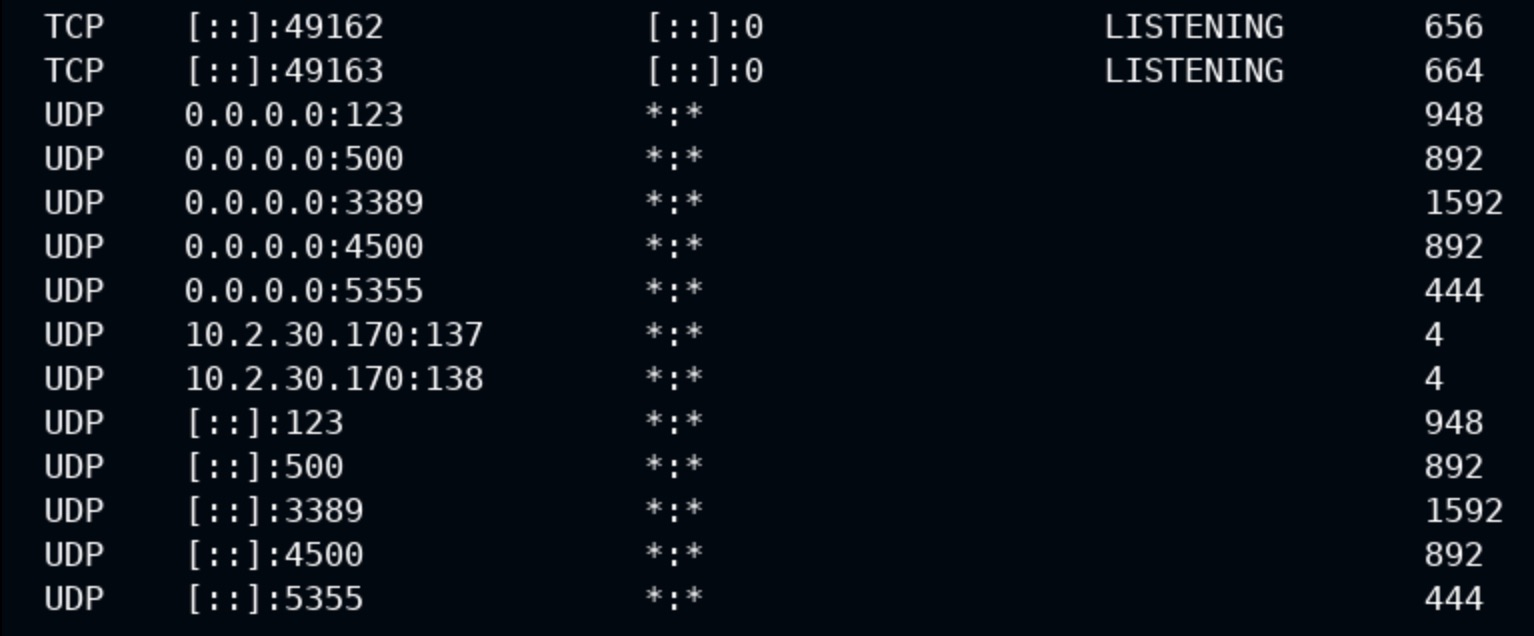 TCP    [::]:49162             [::]:0                 LISTENING       656
TCP    [::]:49163             [::]:0                 LISTENING       664
UDP    0.0.0.0:123            *:*                                    948
UDP    0.0.0.0:500            *:*                                    892
UDP    0.0.0.0:3389           *:*                                    1592
UDP    0.0.0.0:4500           *:*                                    892
UDP    0.0.0.0:5355           *:*                                    444
UDP    10.2.30.170:137        *:*                                    4
UDP    10.2.30.170:138        *:*                                    4
UDP    [::]:123               *:*                                    948
UDP    [::]:500               *:*                                    892
UDP    [::]:3389              *:*                                    1592
UDP    [::]:4500              *:*                                    892
UDP    [::]:5355              *:*                                    444